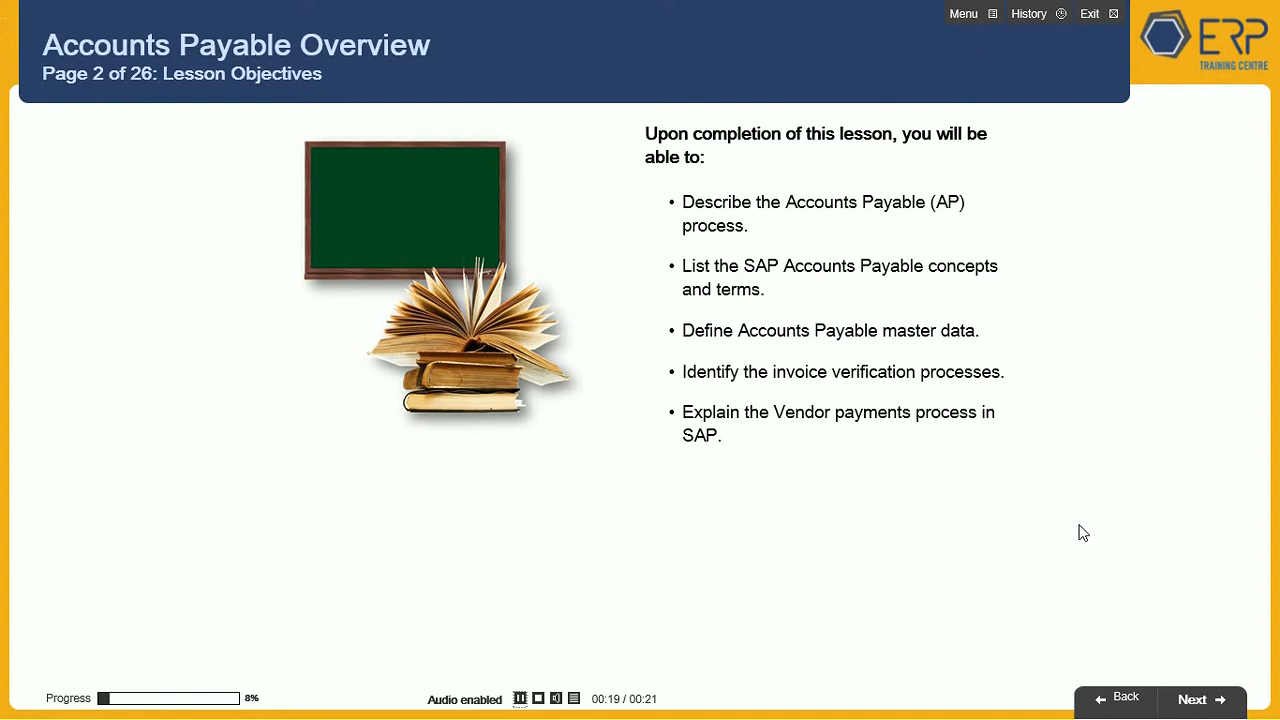 Menu History Exit
ERP
TRAINING CENTRE
Accounts Payable Overview
Page 2 of 26: Lesson Objectives
Upon completion of this lesson, you will be
able to:
• Describe the Accounts Payable (AP)
process.
• List the SAP Accounts Payable concepts
and terms.
• Define Accounts Payable master data.
• Identify the invoice verification processes.
• Explain the Vendor payments process in
SAP.
Progress 8% Audio enabled 00:19 / 00:21 Back Next